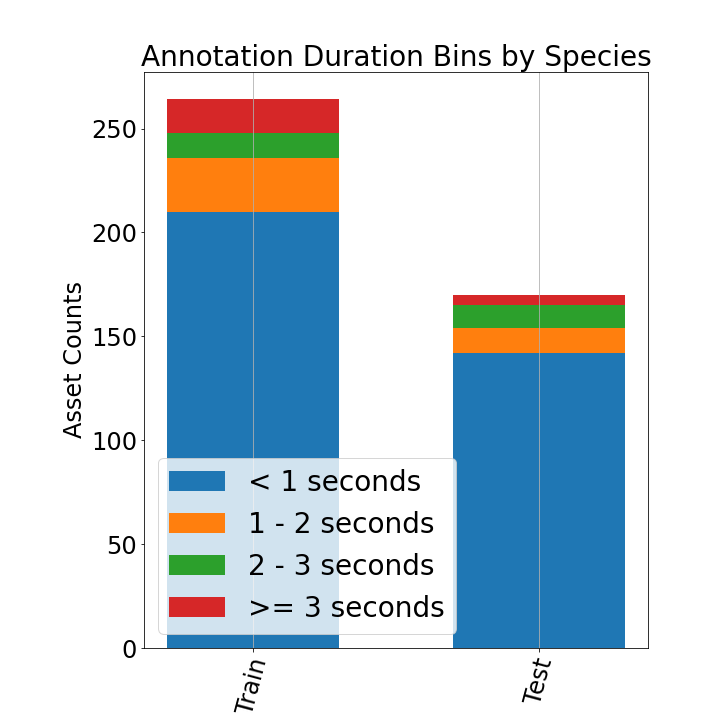 Annotation Duration Bins by Species
250
200
150
100
50
0
Asset Counts
< 1 seconds
1 - 2 seconds
2 - 3 seconds
>= 3 seconds
Train
Test